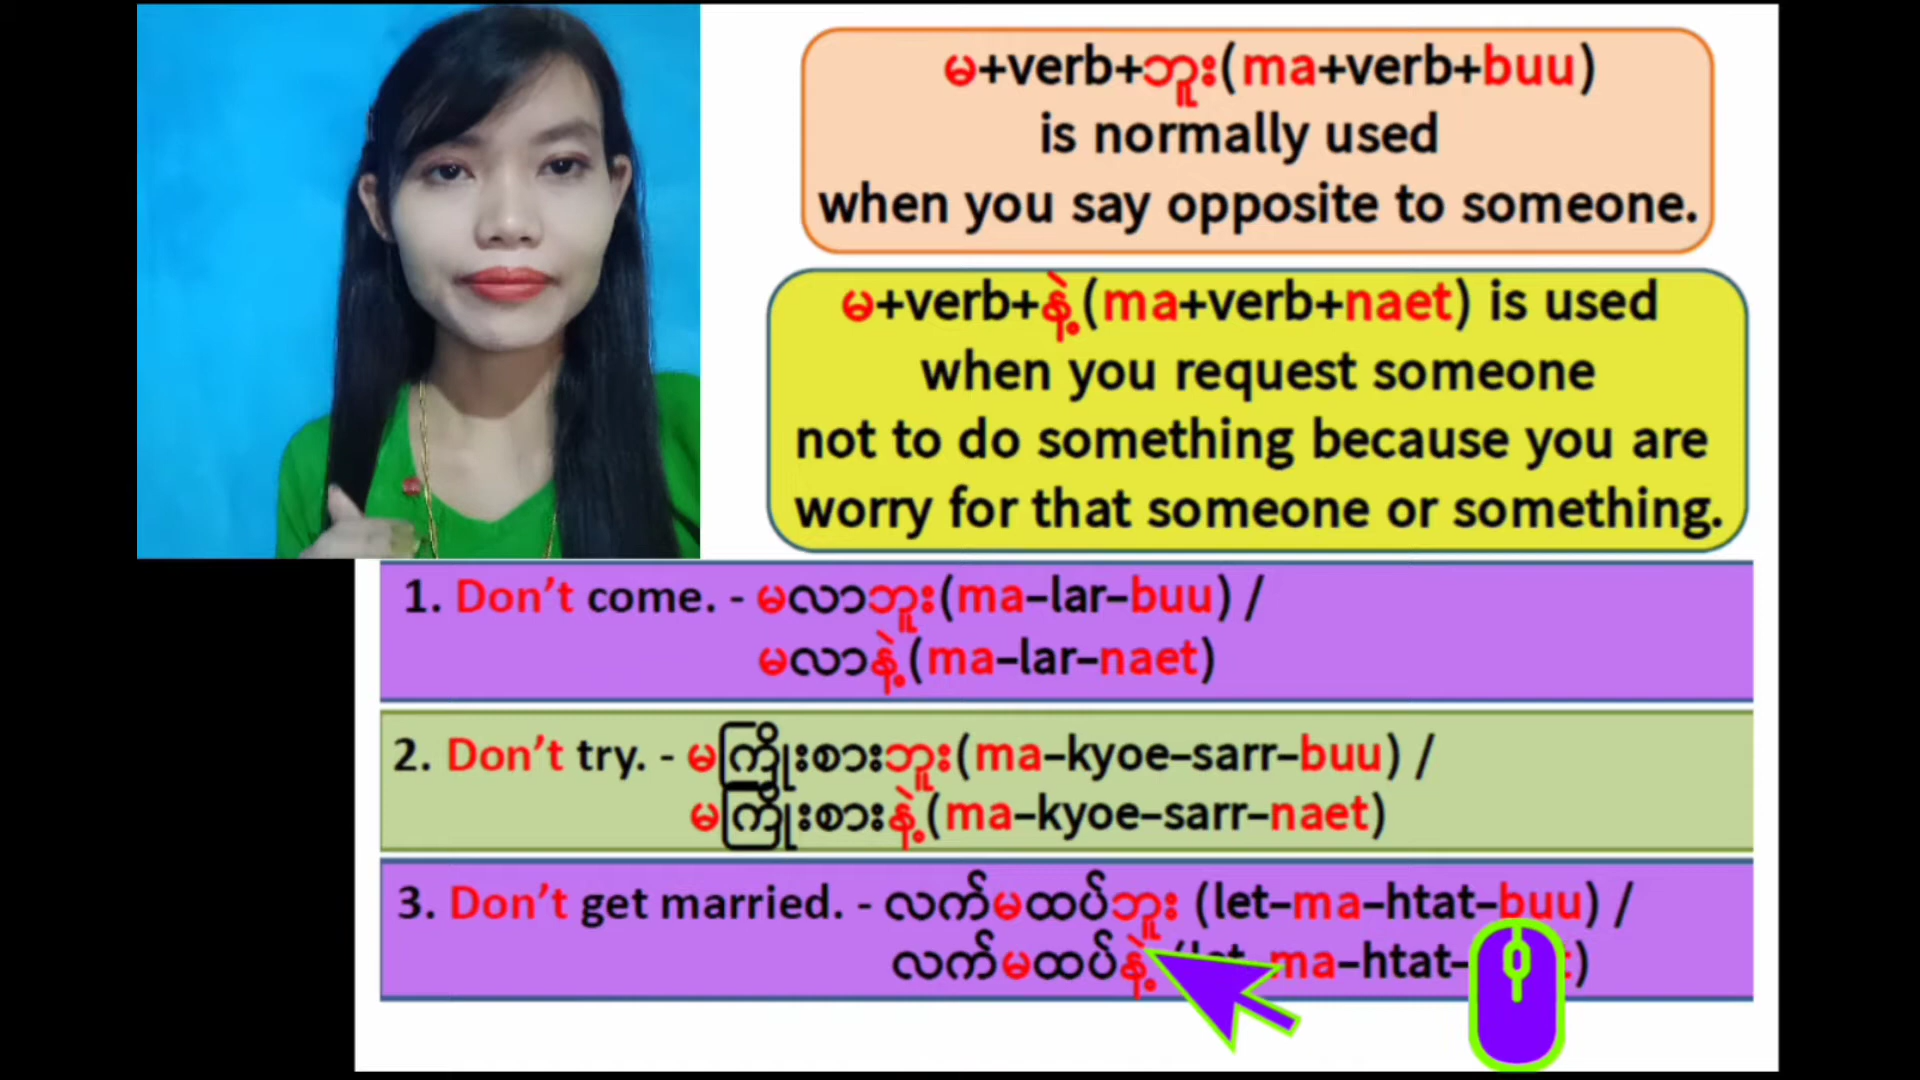 မ+verb+ဘူး(ma+verb+buu)
is normally used
when you say opposite to someone.
မ+verb+နဲ့(ma+verb+naet) is used
when you request someone
not to do something because you are
worry for that someone or something.
1. Don't come. - မလာဘူး(ma–lar–buu) /
မလာနဲ့(ma–lar–naet)
2. Don't try. - မကြိုးစားဘူး(ma–kyoe–sarr–buu) /
မကြိုးစားနဲ့(ma–kyoe–sarr–naet)
3. Don't get married. - လက်မထပ်ဘူး (let–ma–htat–buu) /
လက်မထပ်နဲ့ ma–htat–